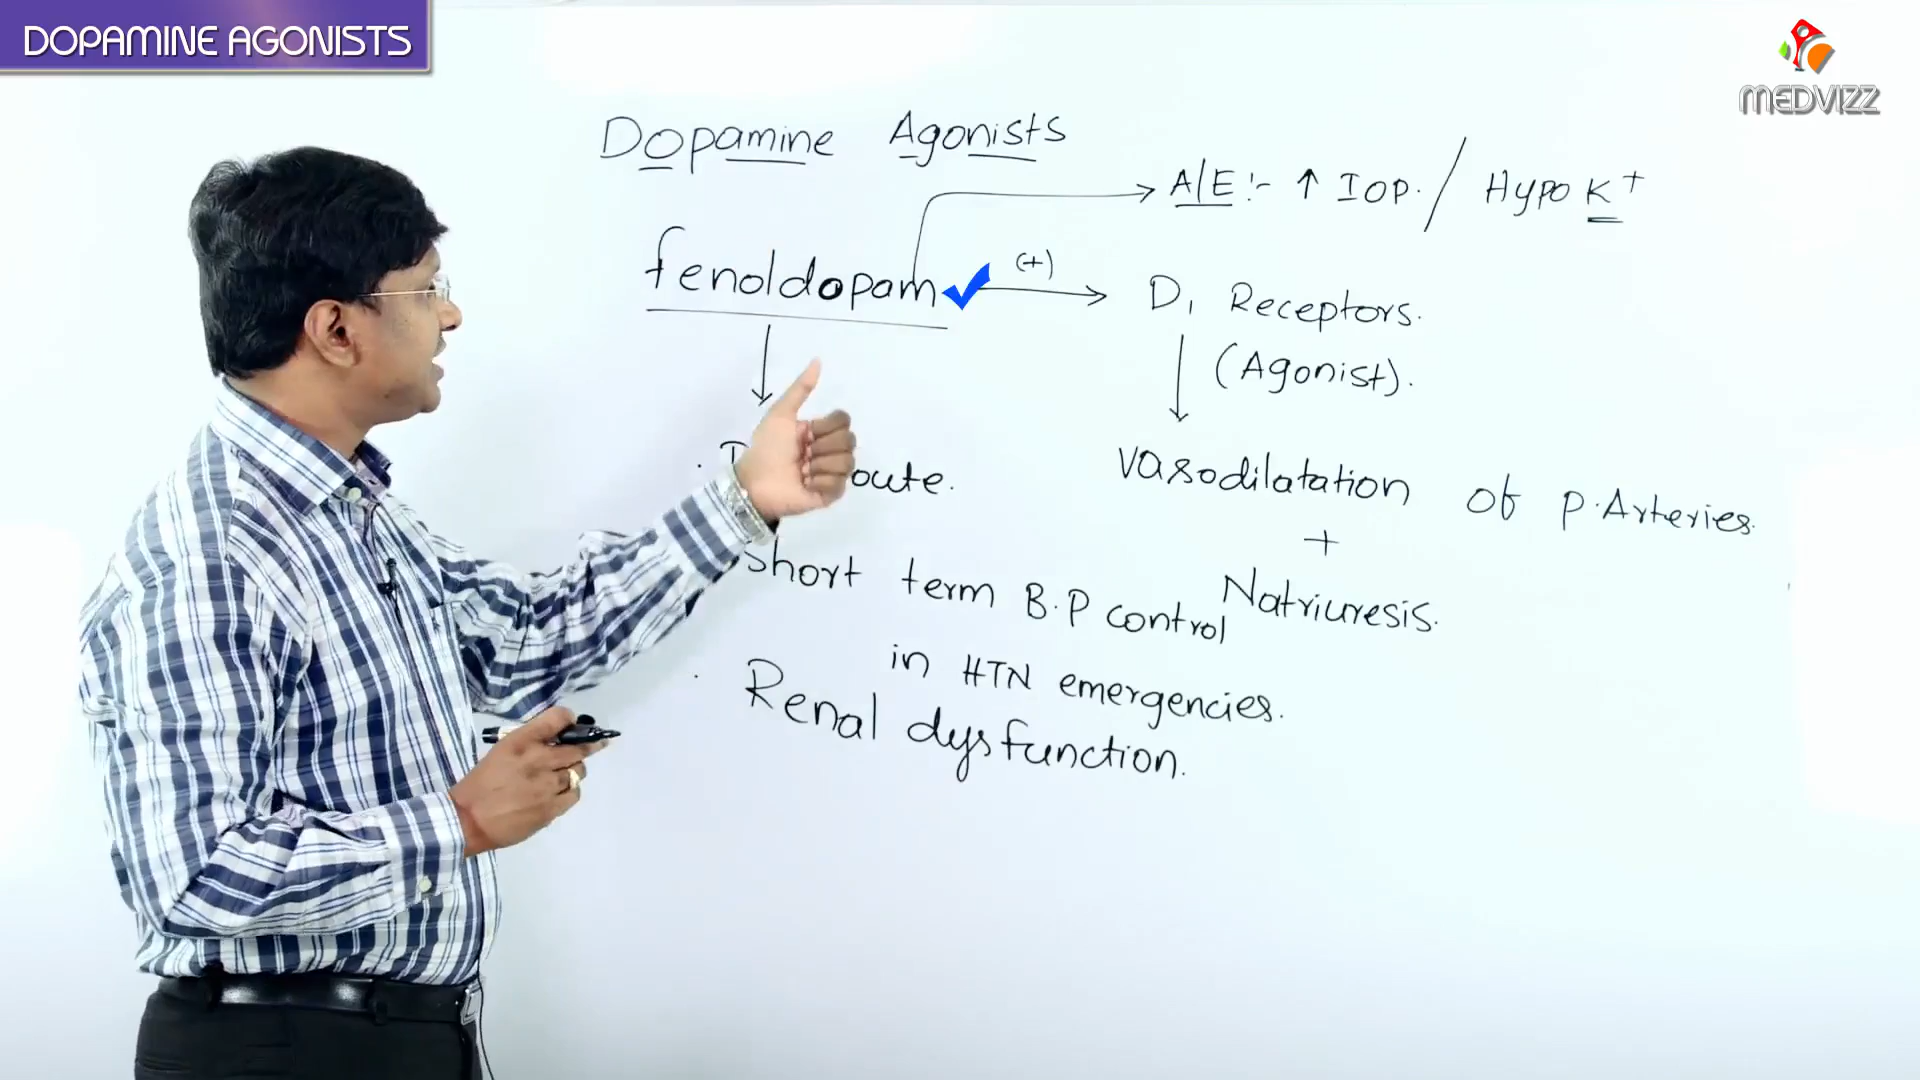 DOPAMINE AGONISTS
MEDVIZZ
Dopamine Agonists
A/E :- ↑ IOP. / Hypo K+
fenoldopam (+) D1 Receptors.
(Agonist).
vasodilatation of P. Arteries.
+
Natriuresis.
short term B.P control
in HTN emergencies.
Renal dysfunction.